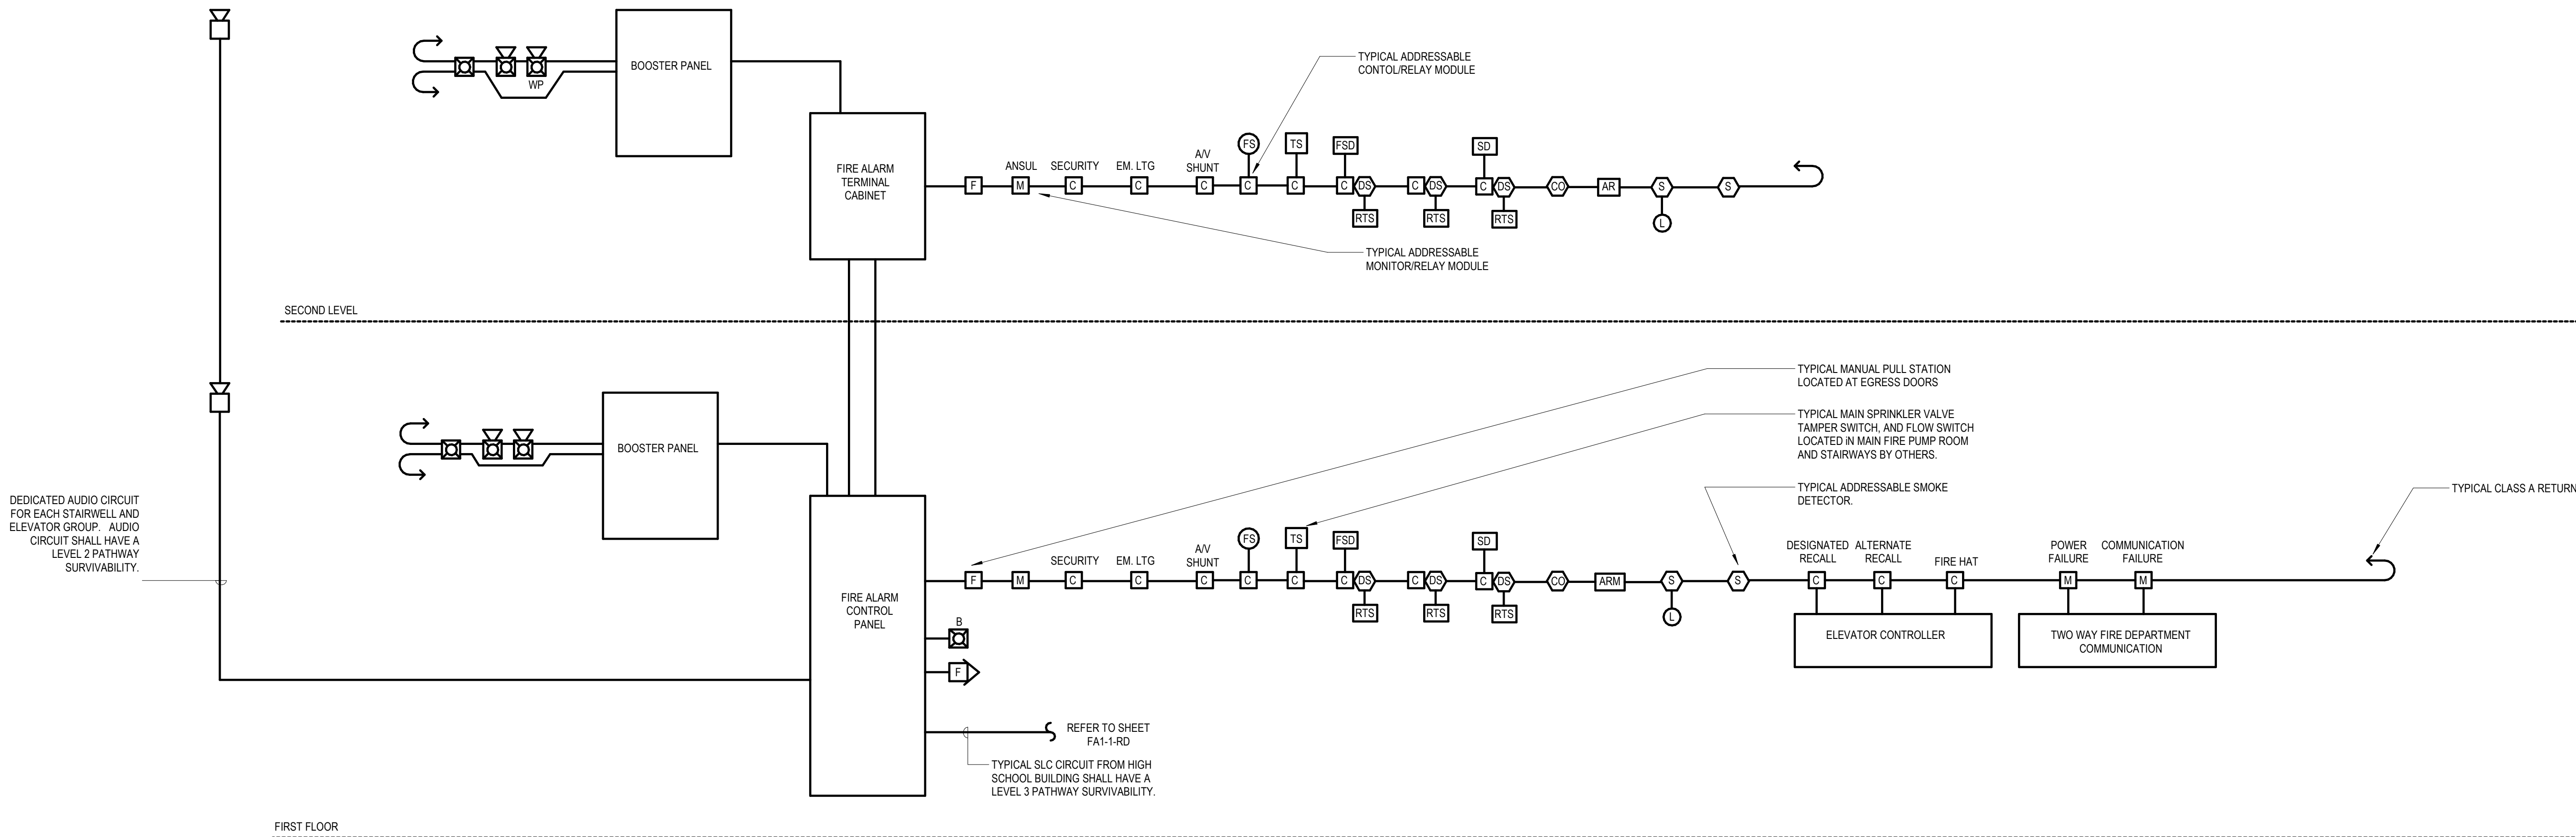 BOOSTER PANEL
WP
TYPICAL ADDRESSABLE
CONTOL/RELAY MODULE
FIRE ALARM
TERMINAL
CABINET
ANSUL
SECURITY
EM. LTG
A/V
SHUNT
FS
TS
FSD
SD
F
M
C
C
C
C
C
C
DS
C
DS
C
DS
CO
AR
S
S
RTS
RTS
RTS
L
TYPICAL ADDRESSABLE
MONITOR/RELAY MODULE
SECOND LEVEL
BOOSTER PANEL
TYPICAL MANUAL PULL STATION
LOCATED AT EGRESS DOORS
TYPICAL MAIN SPRINKLER VALVE
TAMPER SWITCH, AND FLOW SWITCH
LOCATED iN MAIN FIRE PUMP ROOM
AND STAIRWAYS BY OTHERS.
TYPICAL ADDRESSABLE SMOKE
DETECTOR.
TYPICAL CLASS A RETURN
DEDICATED AUDIO CIRCUIT
FOR EACH STAIRWELL AND
ELEVATOR GROUP. AUDIO
CIRCUIT SHALL HAVE A
LEVEL 2 PATHWAY
SURVIVABILITY.
FIRE ALARM
CONTROL
PANEL
SECURITY
EM. LTG
A/V
SHUNT
FS
TS
FSD
SD
DESIGNATED
RECALL
ALTERNATE
RECALL
FIRE HAT
POWER
FAILURE
COMMUNICATION
FAILURE
F
M
C
C
C
C
C
C
DS
C
DS
C
DS
CO
ARM
S
S
C
C
C
M
M
RTS
RTS
RTS
L
B
F
ELEVATOR CONTROLLER
TWO WAY FIRE DEPARTMENT
COMMUNICATION
REFER TO SHEET
FA1-1-RD
TYPICAL SLC CIRCUIT FROM HIGH
SCHOOL BUILDING SHALL HAVE A
LEVEL 3 PATHWAY SURVIVABILITY.
FIRST FLOOR